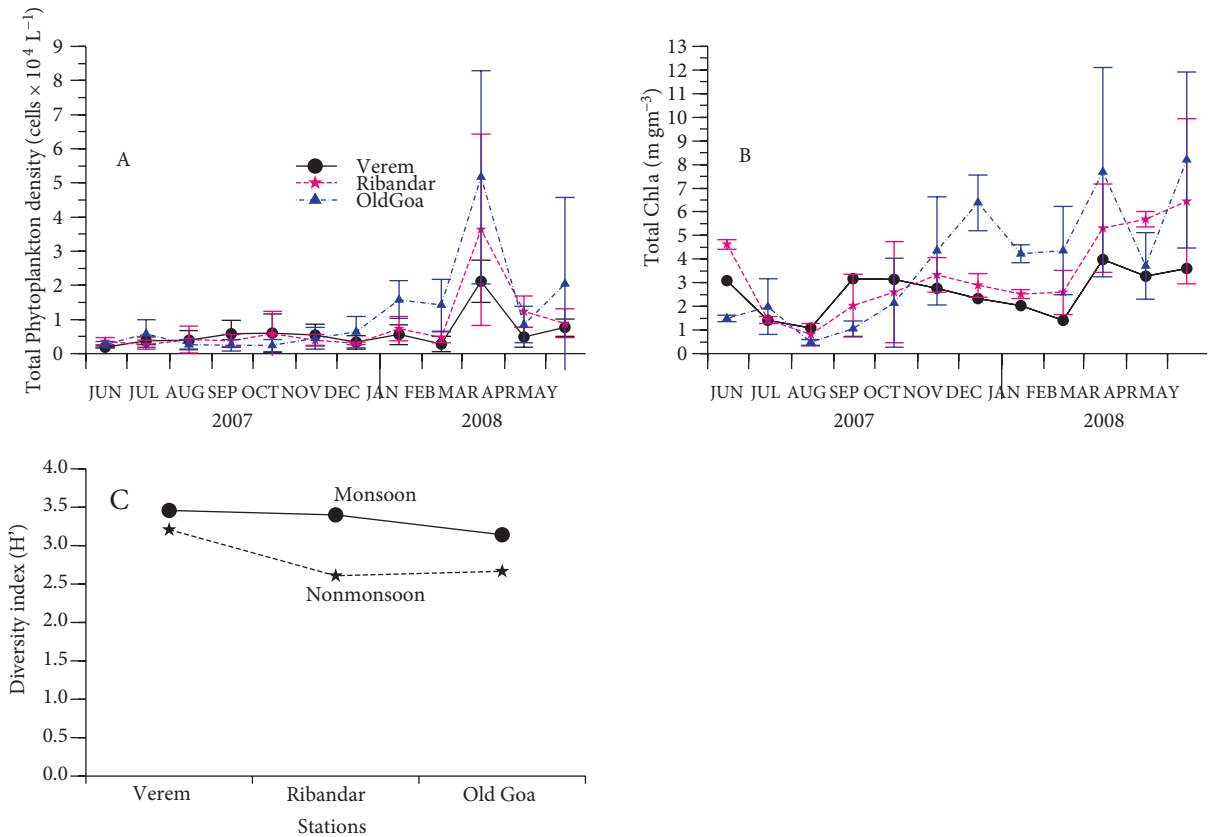 Total Phytoplankton density (cells × 10⁴ L⁻¹)
9
8
7
6
5
4
3
2
1
0
A
Verem
Ribandar
OldGoa
JUN JUL AUG SEP OCT NOV DEC JAN FEB MAR APR MAY
2007 2008
Total Chl a (m gm⁻³)
13
12
11
10
9
8
7
6
5
4
3
2
1
0
B
JUN JUL AUG SEP OCT NOV DEC JAN FEB MAR APR MAY
2007 2008
Diversity index (H')
4.0
3.5
3.0
2.5
2.0
1.5
1.0
0.5
0.0
C
Monsoon
Nonmonsoon
Verem Ribandar Old Goa
Stations